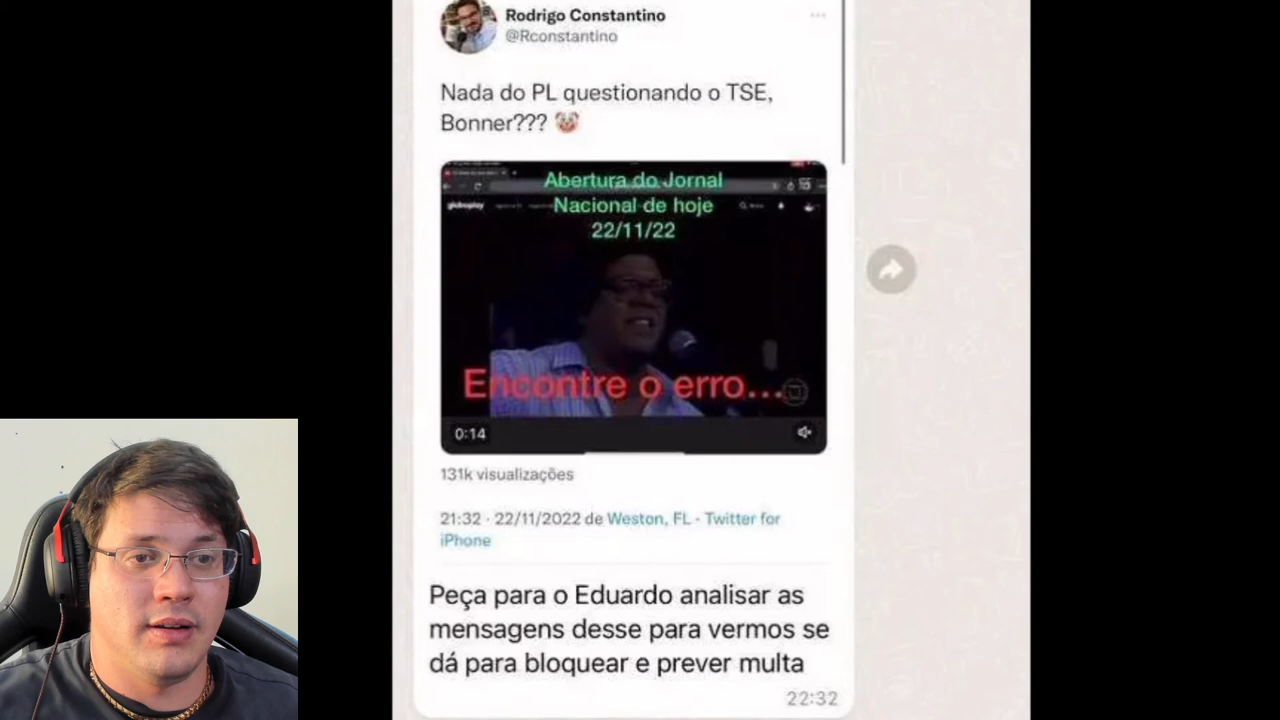 Rodrigo Constantino
@Rconstantino
Nada do PL questionando o TSE,
Bonner??? 🤡
Abertura do Jornal
Nacional de hoje
22/11/22
globoplay
Encontre o erro...
0:14
131k visualizações
21:32 · 22/11/2022 de Weston, FL · Twitter for
iPhone
Peça para o Eduardo analisar as
mensagens desse para vermos se
dá para bloquear e prever multa
22:32